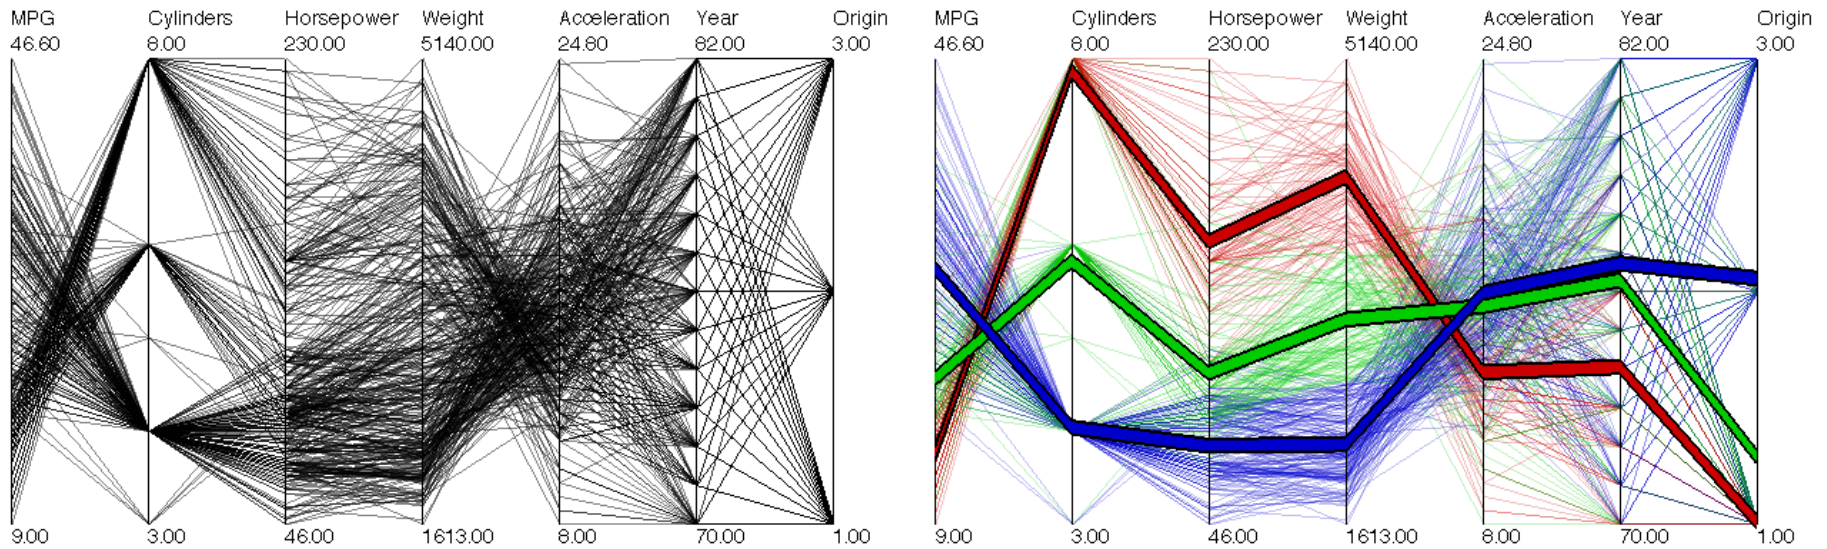 MPG Cylinders Horsepower Weight Acceleration Year Origin
46.60 8.00 230.00 5140.00 24.80 82.00 3.00
9.00 3.00 46.00 1613.00 8.00 70.00 1.00
MPG Cylinders Horsepower Weight Acceleration Year Origin
46.60 8.00 230.00 5140.00 24.80 82.00 3.00
9.00 3.00 46.00 1613.00 8.00 70.00 1.00